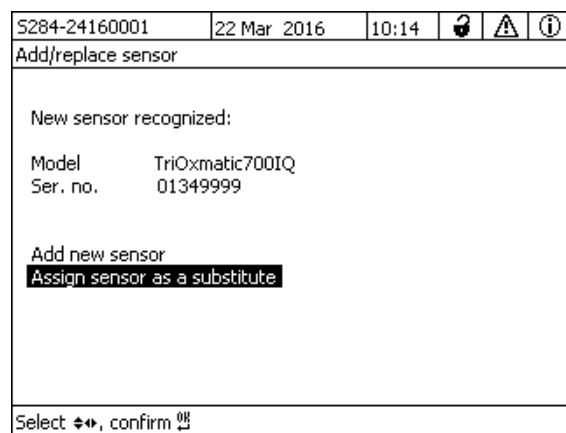 S284-24160001 22 Mar 2016 10:14
Add/replace sensor
New sensor recognized:
Model TriOxmatic700IQ
Ser. no. 01349999
Add new sensor
Assign sensor as a substitute
Select , confirm OK